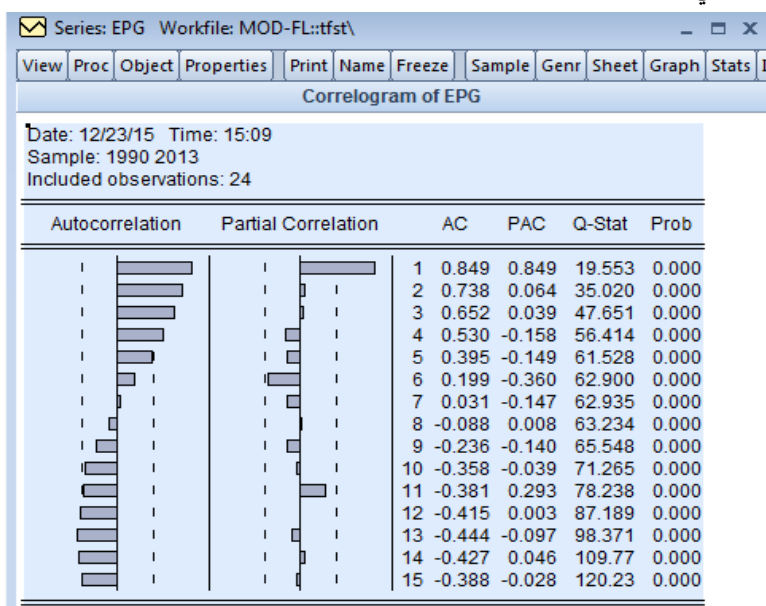 Series: EPG Workfile: MOD-FL::tfst\
View Proc Object Properties Print Name Freeze Sample Genr Sheet Graph Stats
Correlogram of EPG
Date: 12/23/15 Time: 15:09
Sample: 1990 2013
Included observations: 24
Autocorrelation Partial Correlation AC PAC Q-Stat Prob
1 0.849 0.849 19.553 0.000
2 0.738 0.064 35.020 0.000
3 0.652 0.039 47.651 0.000
4 0.530 -0.158 56.414 0.000
5 0.395 -0.149 61.528 0.000
6 0.199 -0.360 62.900 0.000
7 0.031 -0.147 62.935 0.000
8 -0.088 0.008 63.234 0.000
9 -0.236 -0.140 65.548 0.000
10 -0.358 -0.039 71.265 0.000
11 -0.381 0.293 78.238 0.000
12 -0.415 0.003 87.189 0.000
13 -0.444 -0.097 98.371 0.000
14 -0.427 0.046 109.77 0.000
15 -0.388 -0.028 120.23 0.000